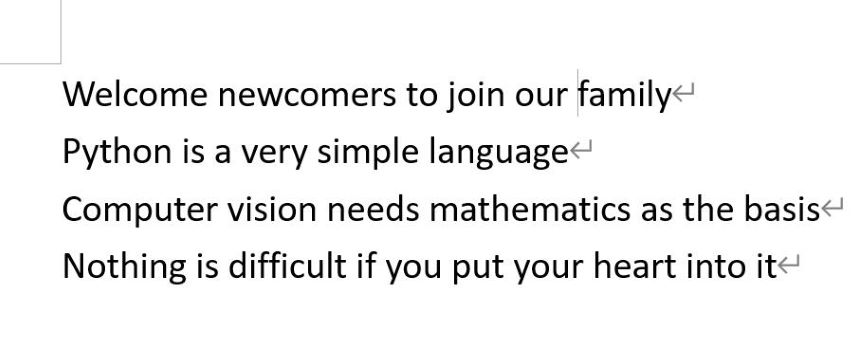 Welcome newcomers to join our family
Python is a very simple language
Computer vision needs mathematics as the basis
Nothing is difficult if you put your heart into it